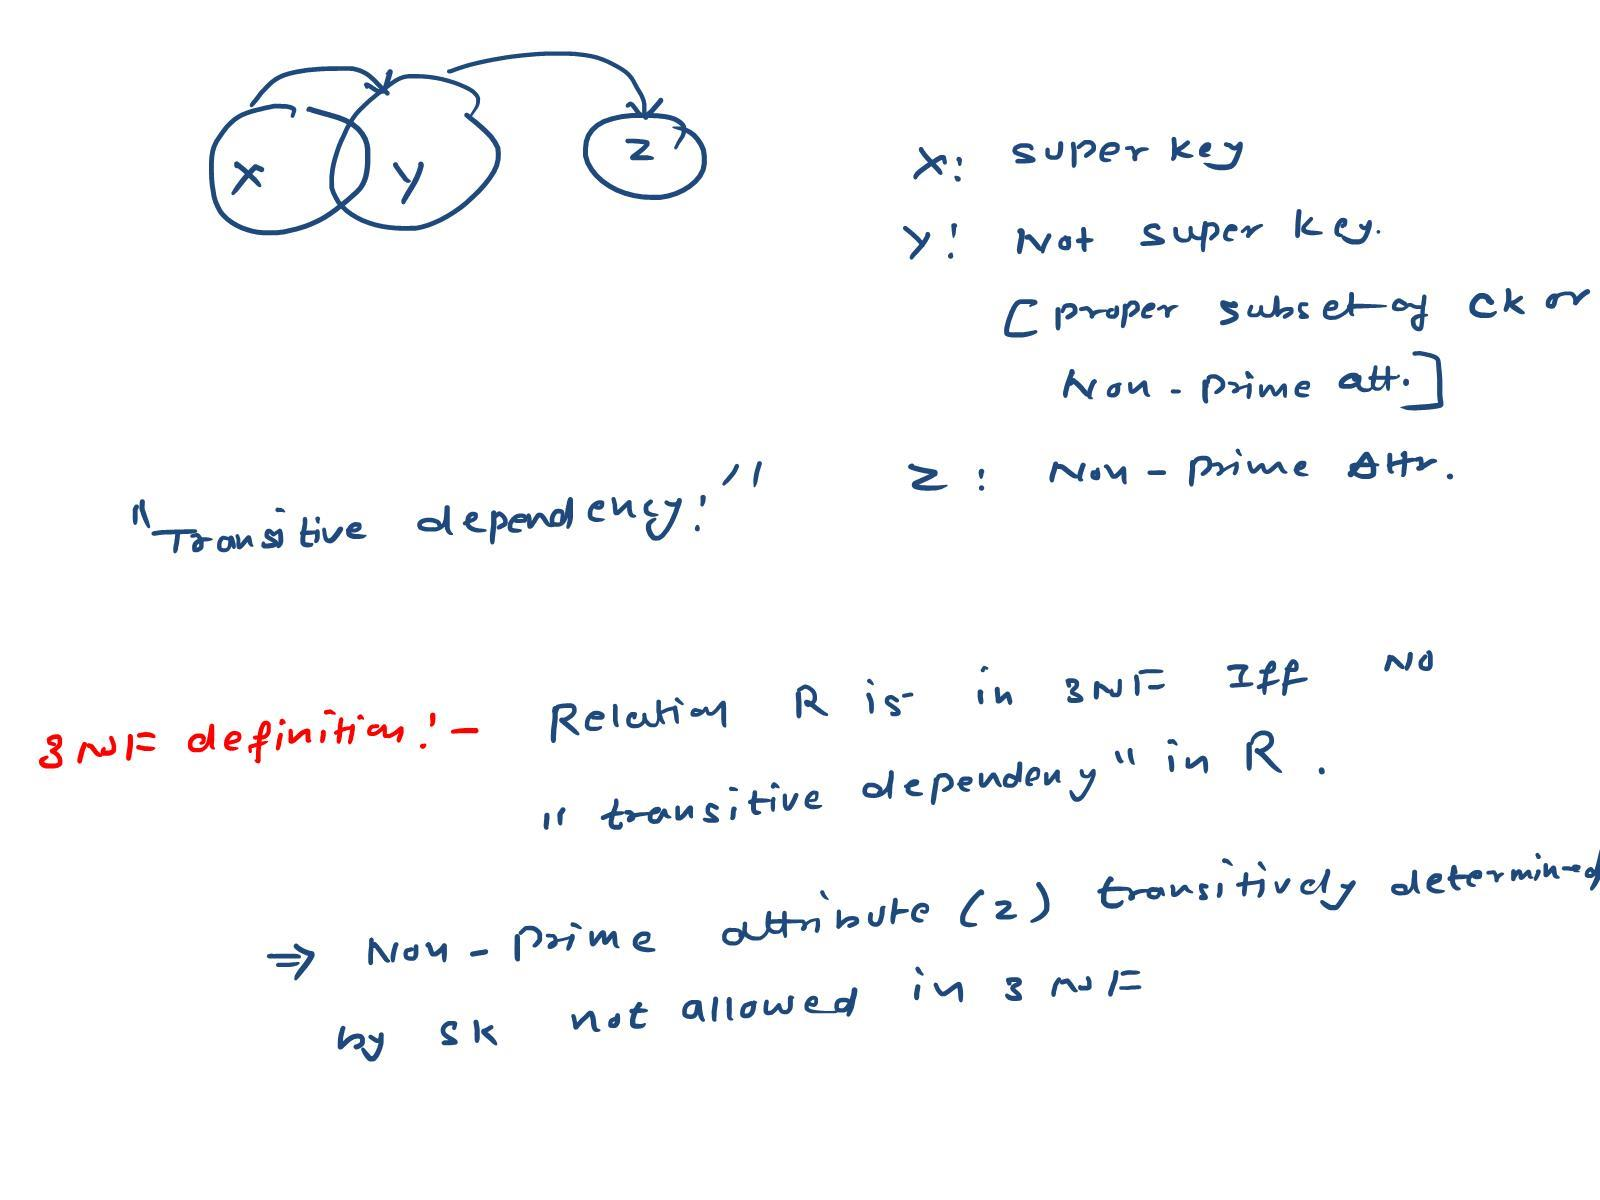 X Y Z
X: super key
Y: Not super key.
[proper subset of ck or
Non-prime att.]
Z: Non-prime Attr.
"Transitive dependency:"
3NF definition:- Relation R is in 3NF Iff No
"transitive dependeny" in R.
⇒ Non-prime attribute (z) transitively determined
by SK not allowed in 3NF